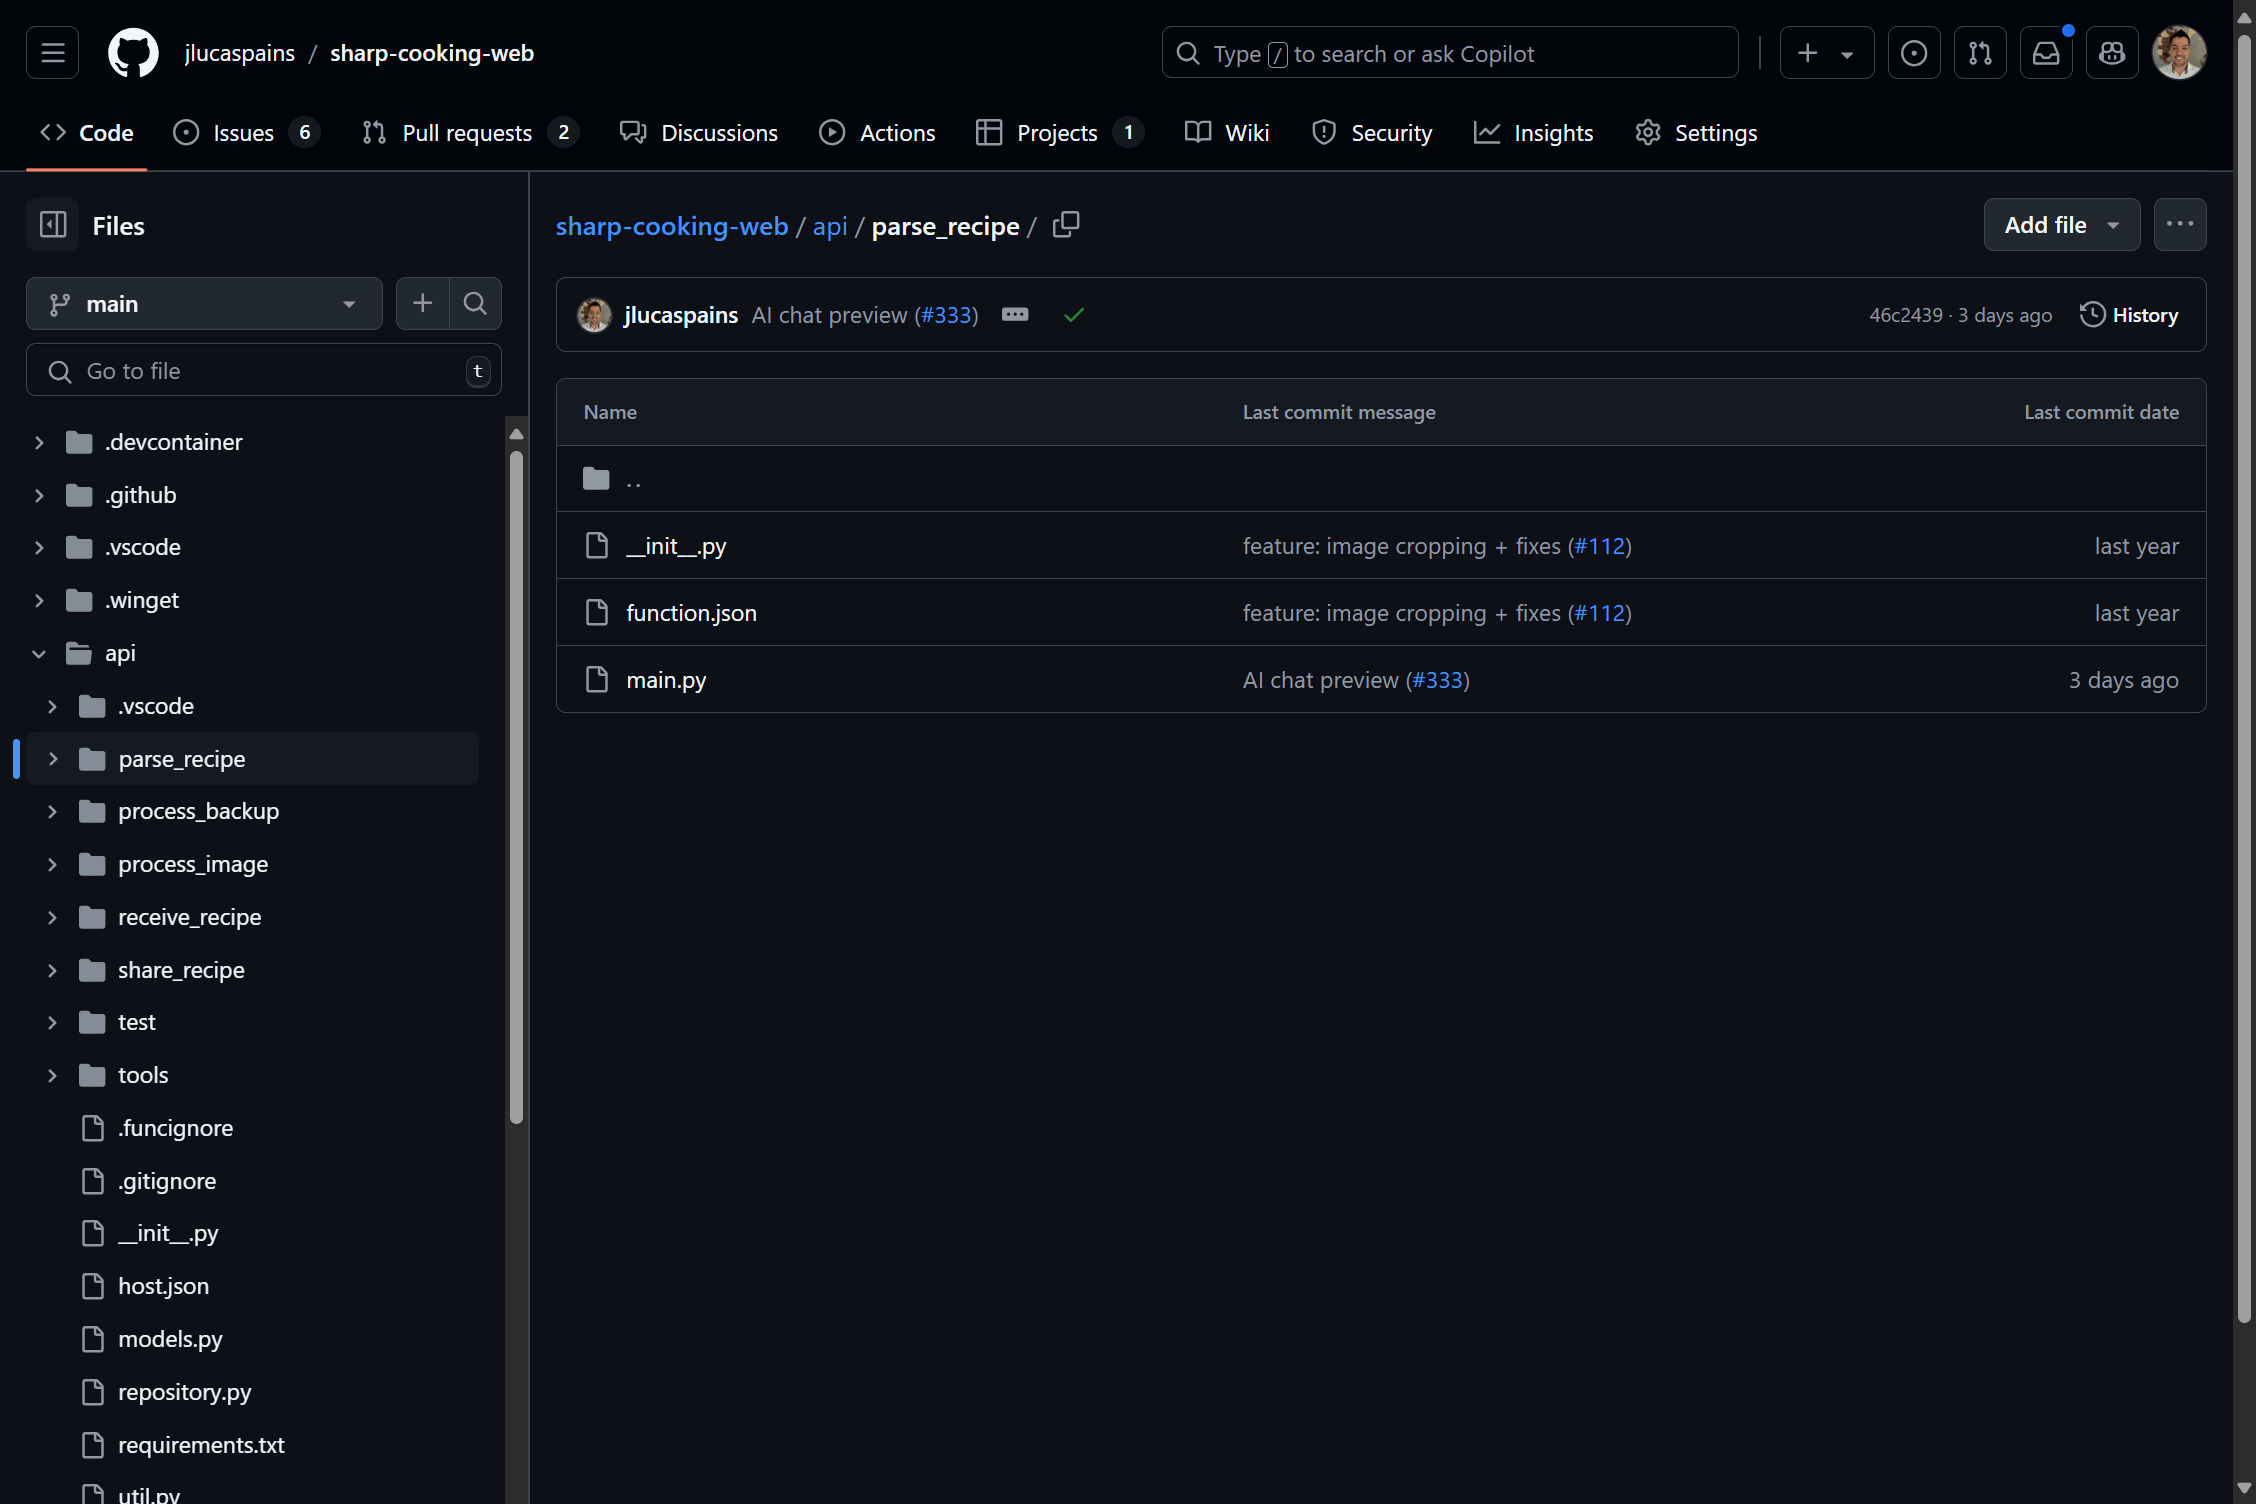 jlucaspains / sharp-cooking-web
Type / to search or ask Copilot
Code
Issues 6
Pull requests 2
Discussions
Actions
Projects 1
Wiki
Security
Insights
Settings
Files
main
Go to file
t
.devcontainer
.github
.vscode
.winget
api
.vscode
parse_recipe
process_backup
process_image
receive_recipe
share_recipe
test
tools
.funcignore
.gitignore
__init__.py
host.json
models.py
repository.py
requirements.txt
util.py
sharp-cooking-web / api / parse_recipe /
Add file
jlucaspains AI chat preview (#333)
46c2439 · 3 days ago
History
Name Last commit message Last commit date
..
__init__.py feature: image cropping + fixes (#112) last year
function.json feature: image cropping + fixes (#112) last year
main.py AI chat preview (#333) 3 days ago